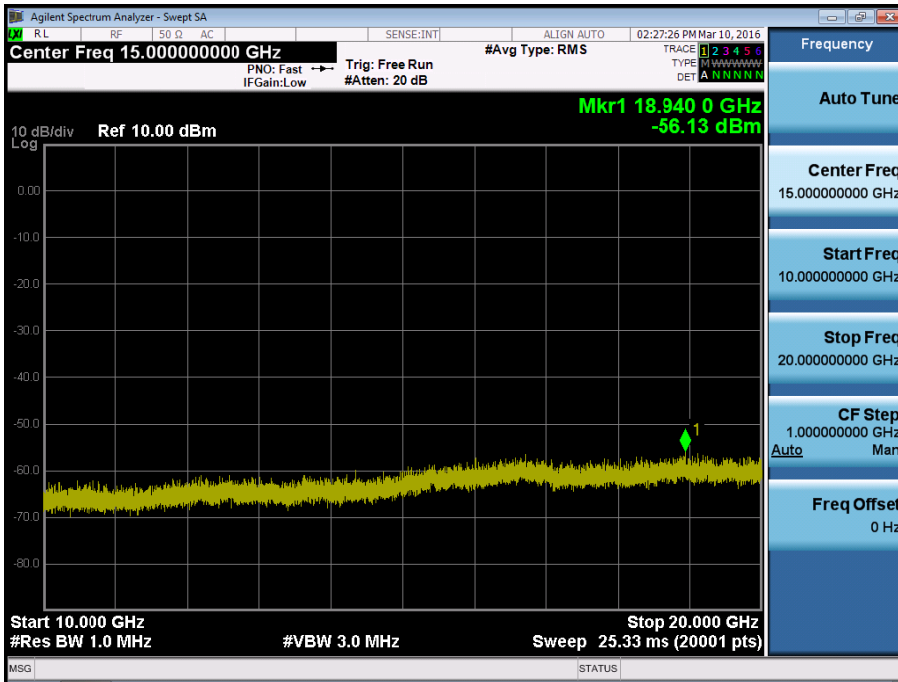 Agilent Spectrum Analyzer - Swept SA
LXI RL RF 50 Ω AC SENSE:INT ALIGN AUTO 02:27:26 PM Mar 10, 2016
Center Freq 15.000000000 GHz
PNO: Fast
IFGain:Low
Trig: Free Run
#Atten: 20 dB
#Avg Type: RMS
TRACE 1 2 3 4 5 6
TYPE M WWWWW
DET A N N N N N
Mkr1 18.940 0 GHz
-56.13 dBm
10 dB/div Ref 10.00 dBm
Log
0.00
-10.0
-20.0
-30.0
-40.0
-50.0
-60.0
-70.0
-80.0
1
Start 10.000 GHz Stop 20.000 GHz
#Res BW 1.0 MHz #VBW 3.0 MHz Sweep 25.33 ms (20001 pts)
MSG STATUS
Frequency
Auto Tune
Center Freq
15.000000000 GHz
Start Freq
10.000000000 GHz
Stop Freq
20.000000000 GHz
CF Step
1.000000000 GHz
Auto Man
Freq Offset
0 Hz